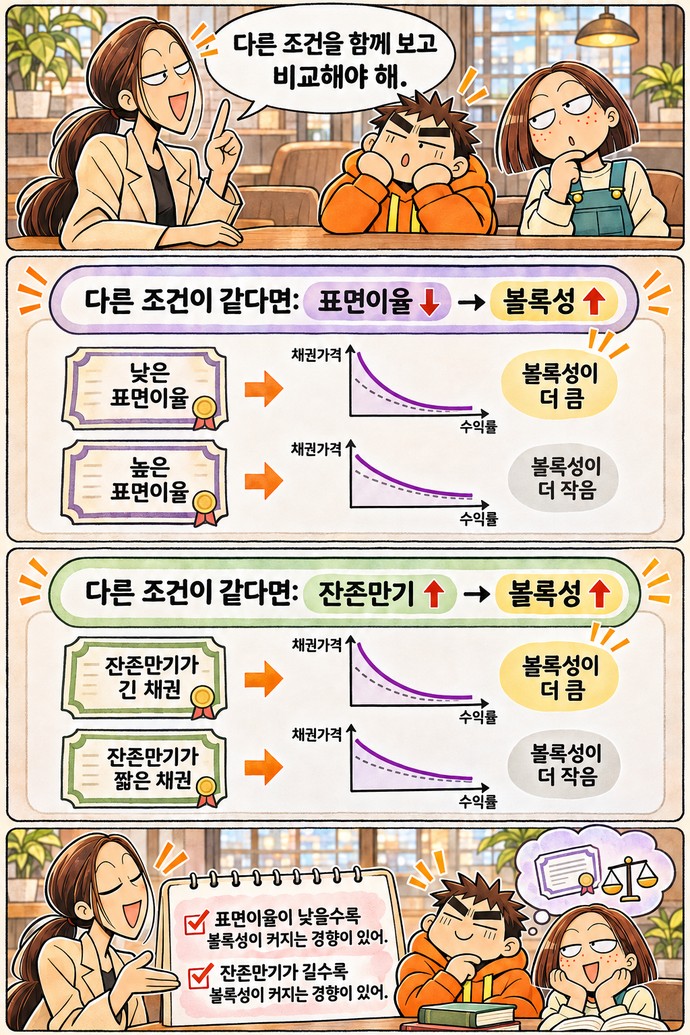 다른 조건을 함께 보고
비교해야 해.
다른 조건이 같다면: 표면이율 ↓ → 볼록성 ↑
낮은
표면이율
채권가격
수익률
볼록성이
더 큼
높은
표면이율
채권가격
수익률
볼록성이
더 작음
다른 조건이 같다면: 잔존만기 ↑ → 볼록성 ↑
잔존만기가
긴 채권
채권가격
수익률
볼록성이
더 큼
잔존만기가
짧은 채권
채권가격
수익률
볼록성이
더 작음
표면이율이 낮을수록
볼록성이 커지는 경향이 있어.
잔존만기가 길수록
볼록성이 커지는 경향이 있어.